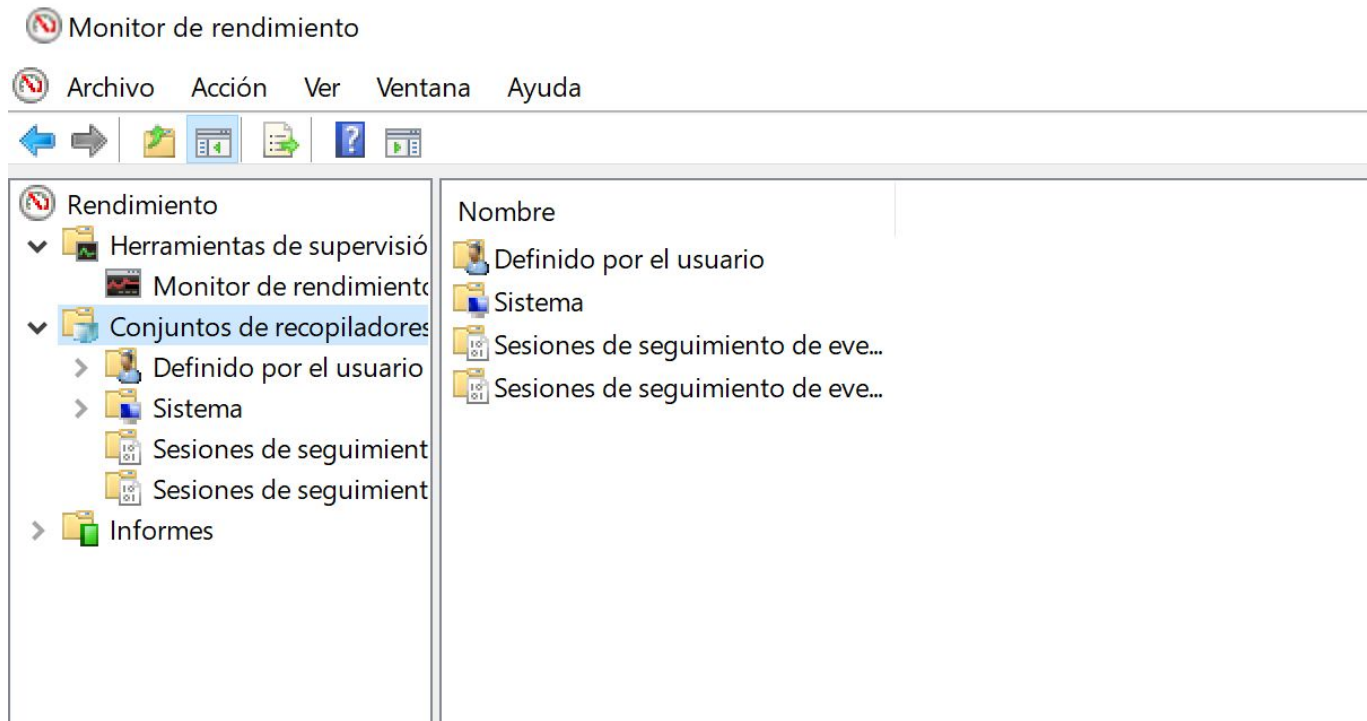 Monitor de rendimiento
Archivo Acción Ver Ventana Ayuda
Rendimiento
Herramientas de supervisió
Monitor de rendimiento
Conjuntos de recopiladores
Definido por el usuario
Sistema
Sesiones de seguimient
Sesiones de seguimient
Informes
Nombre
Definido por el usuario
Sistema
Sesiones de seguimiento de eve...
Sesiones de seguimiento de eve...